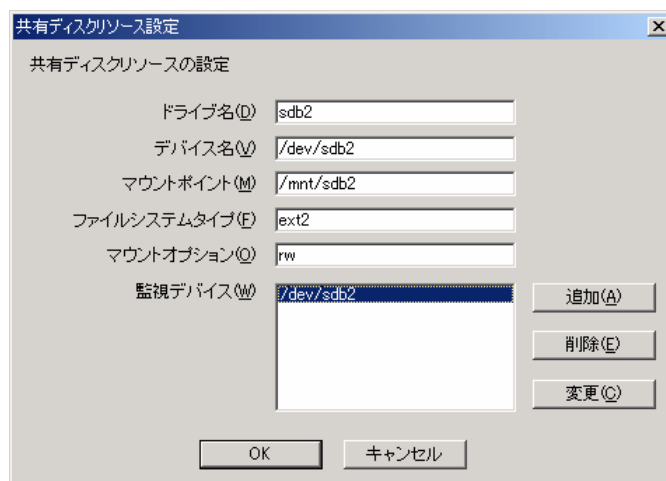 共有ディスクリソース設定
共有ディスクリソースの設定
ドライブ名(D) sdb2
デバイス名(V) /dev/sdb2
マウントポイント(M) /mnt/sdb2
ファイルシステムタイプ(F) ext2
マウントオプション(O) rw
監視デバイス(W) /dev/sdb2 追加(A)
削除(E)
変更(C)
OK キャンセル